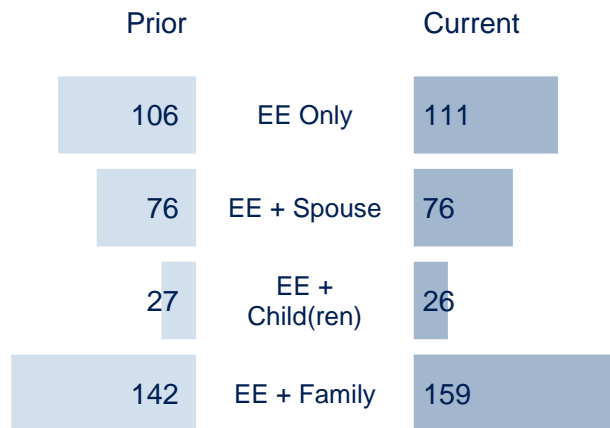 Prior Current
106 EE Only 111
76 EE + Spouse 76
27 EE +
Child(ren) 26
142 EE + Family 159